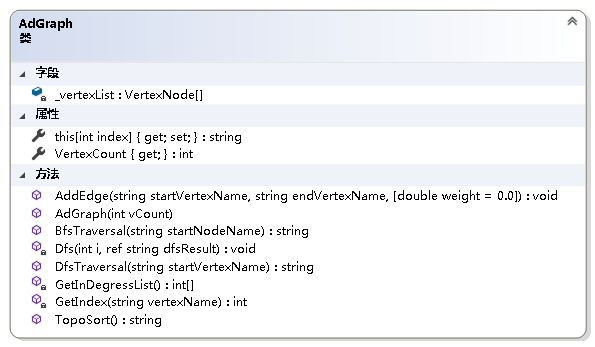 AdGraph
类
字段
_vertexList : VertexNode[]
属性
this[int index] { get; set; } : string
VertexCount { get; } : int
方法
AddEdge(string startVertexName, string endVertexName, [double weight = 0.0]) : void
AdGraph(int vCount)
BfsTraversal(string startNodeName) : string
Dfs(int i, ref string dfsResult) : void
DfsTraversal(string startVertexName) : string
GetInDegressList() : int[]
GetIndex(string vertexName) : int
TopoSort() : string